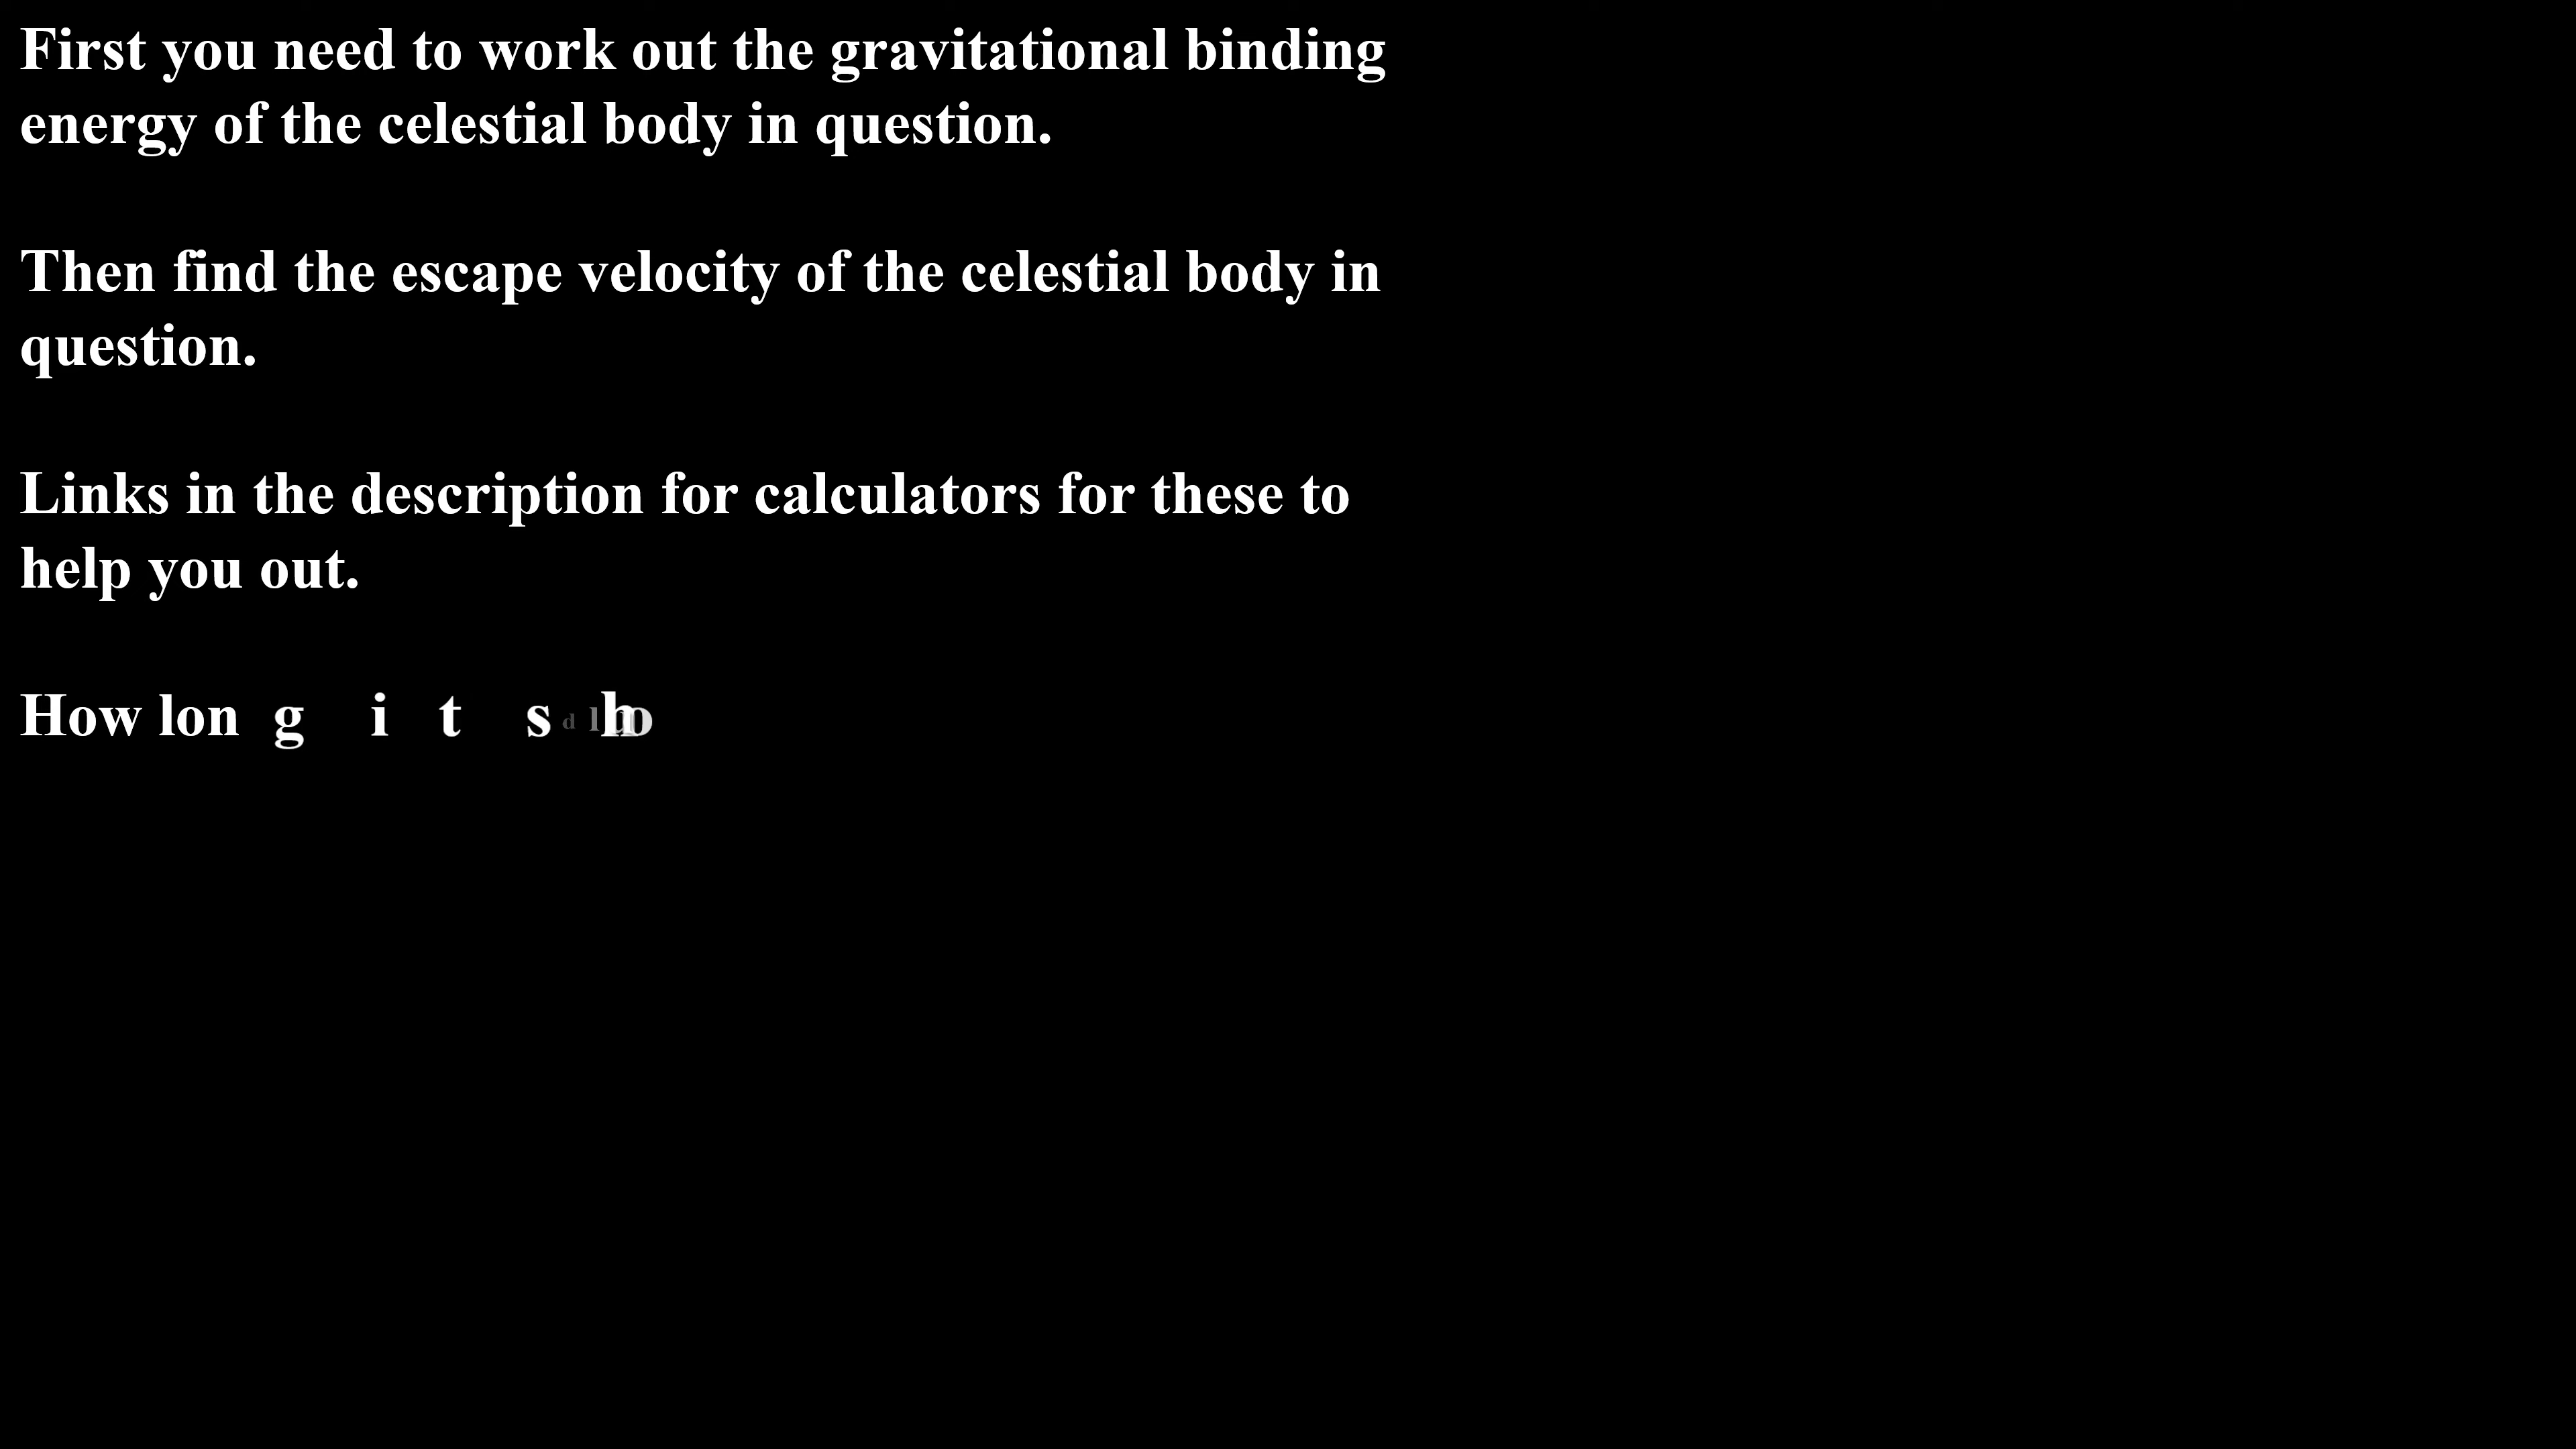 First you need to work out the gravitational binding
energy of the celestial body in question.
Then find the escape velocity of the celestial body in
question.
Links in the description for calculators for these to
help you out.
How long it